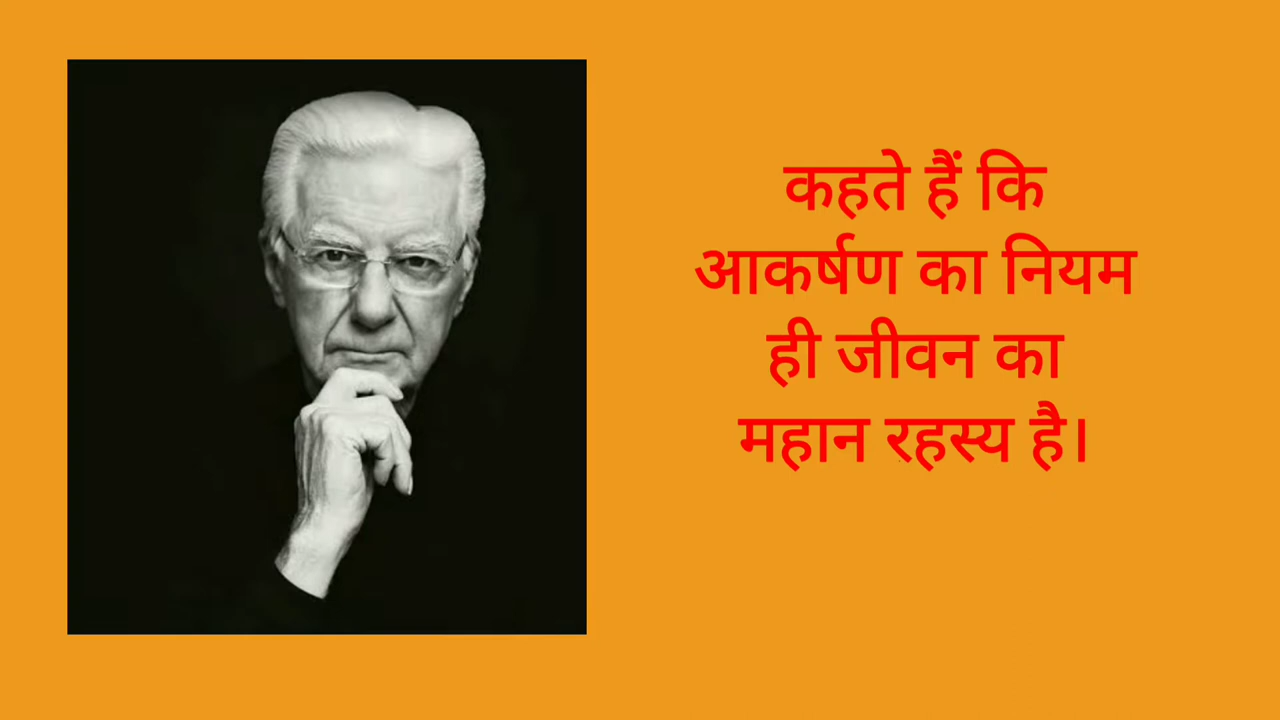 कहते हैं कि
आकर्षण का नियम
ही जीवन का
महान रहस्य है।